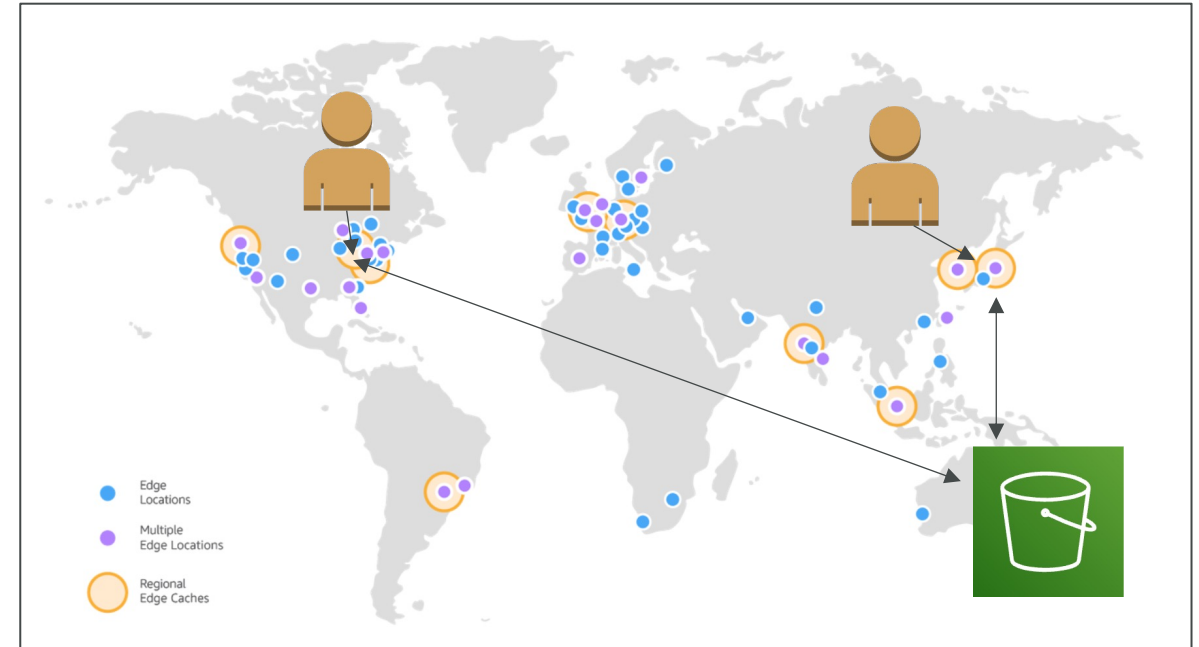 Edge
Locations
Multiple
Edge Locations
Regional
Edge Caches